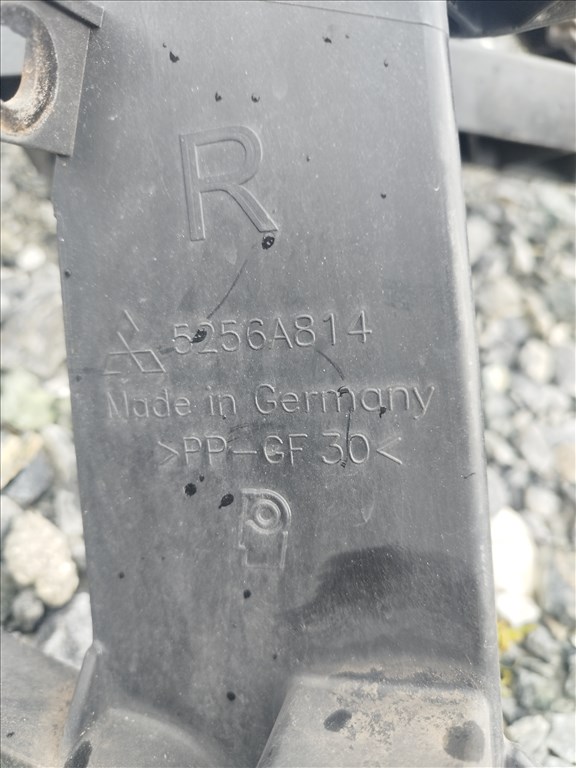 R
5256A814
Made in Germany
>PP-GF 30<